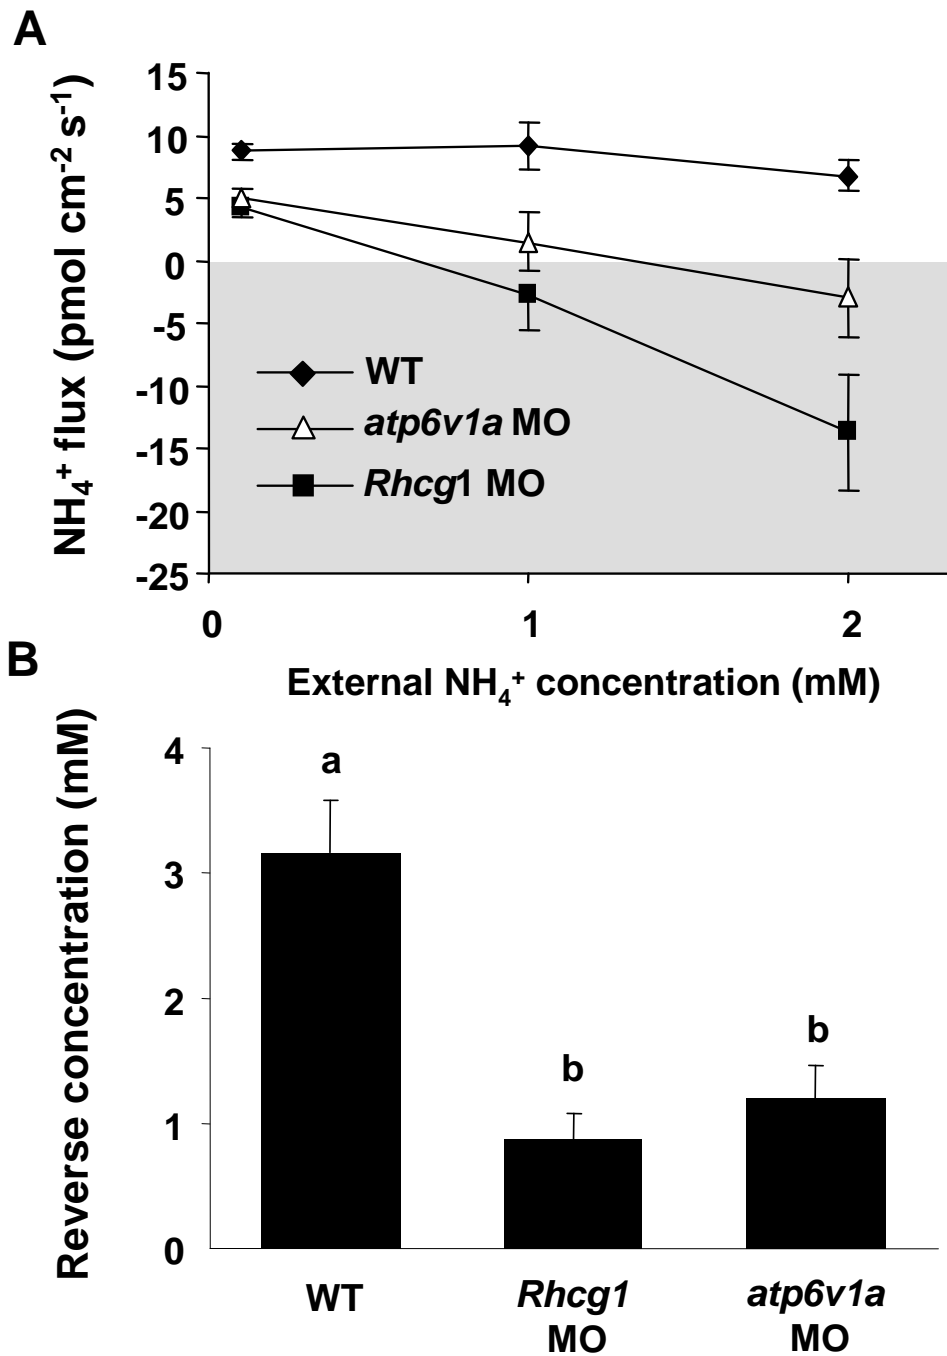 A
NH₄⁺ flux (pmol cm⁻² s⁻¹)
15
10
5
0
-5
-10
-15
-20
-25
WT
atp6v1a MO
Rhcg1 MO
0 1 2
External NH₄⁺ concentration (mM)
B
Reverse concentration (mM)
4
3
2
1
0
a
b
b
WT
Rhcg1
MO
atp6v1a
MO